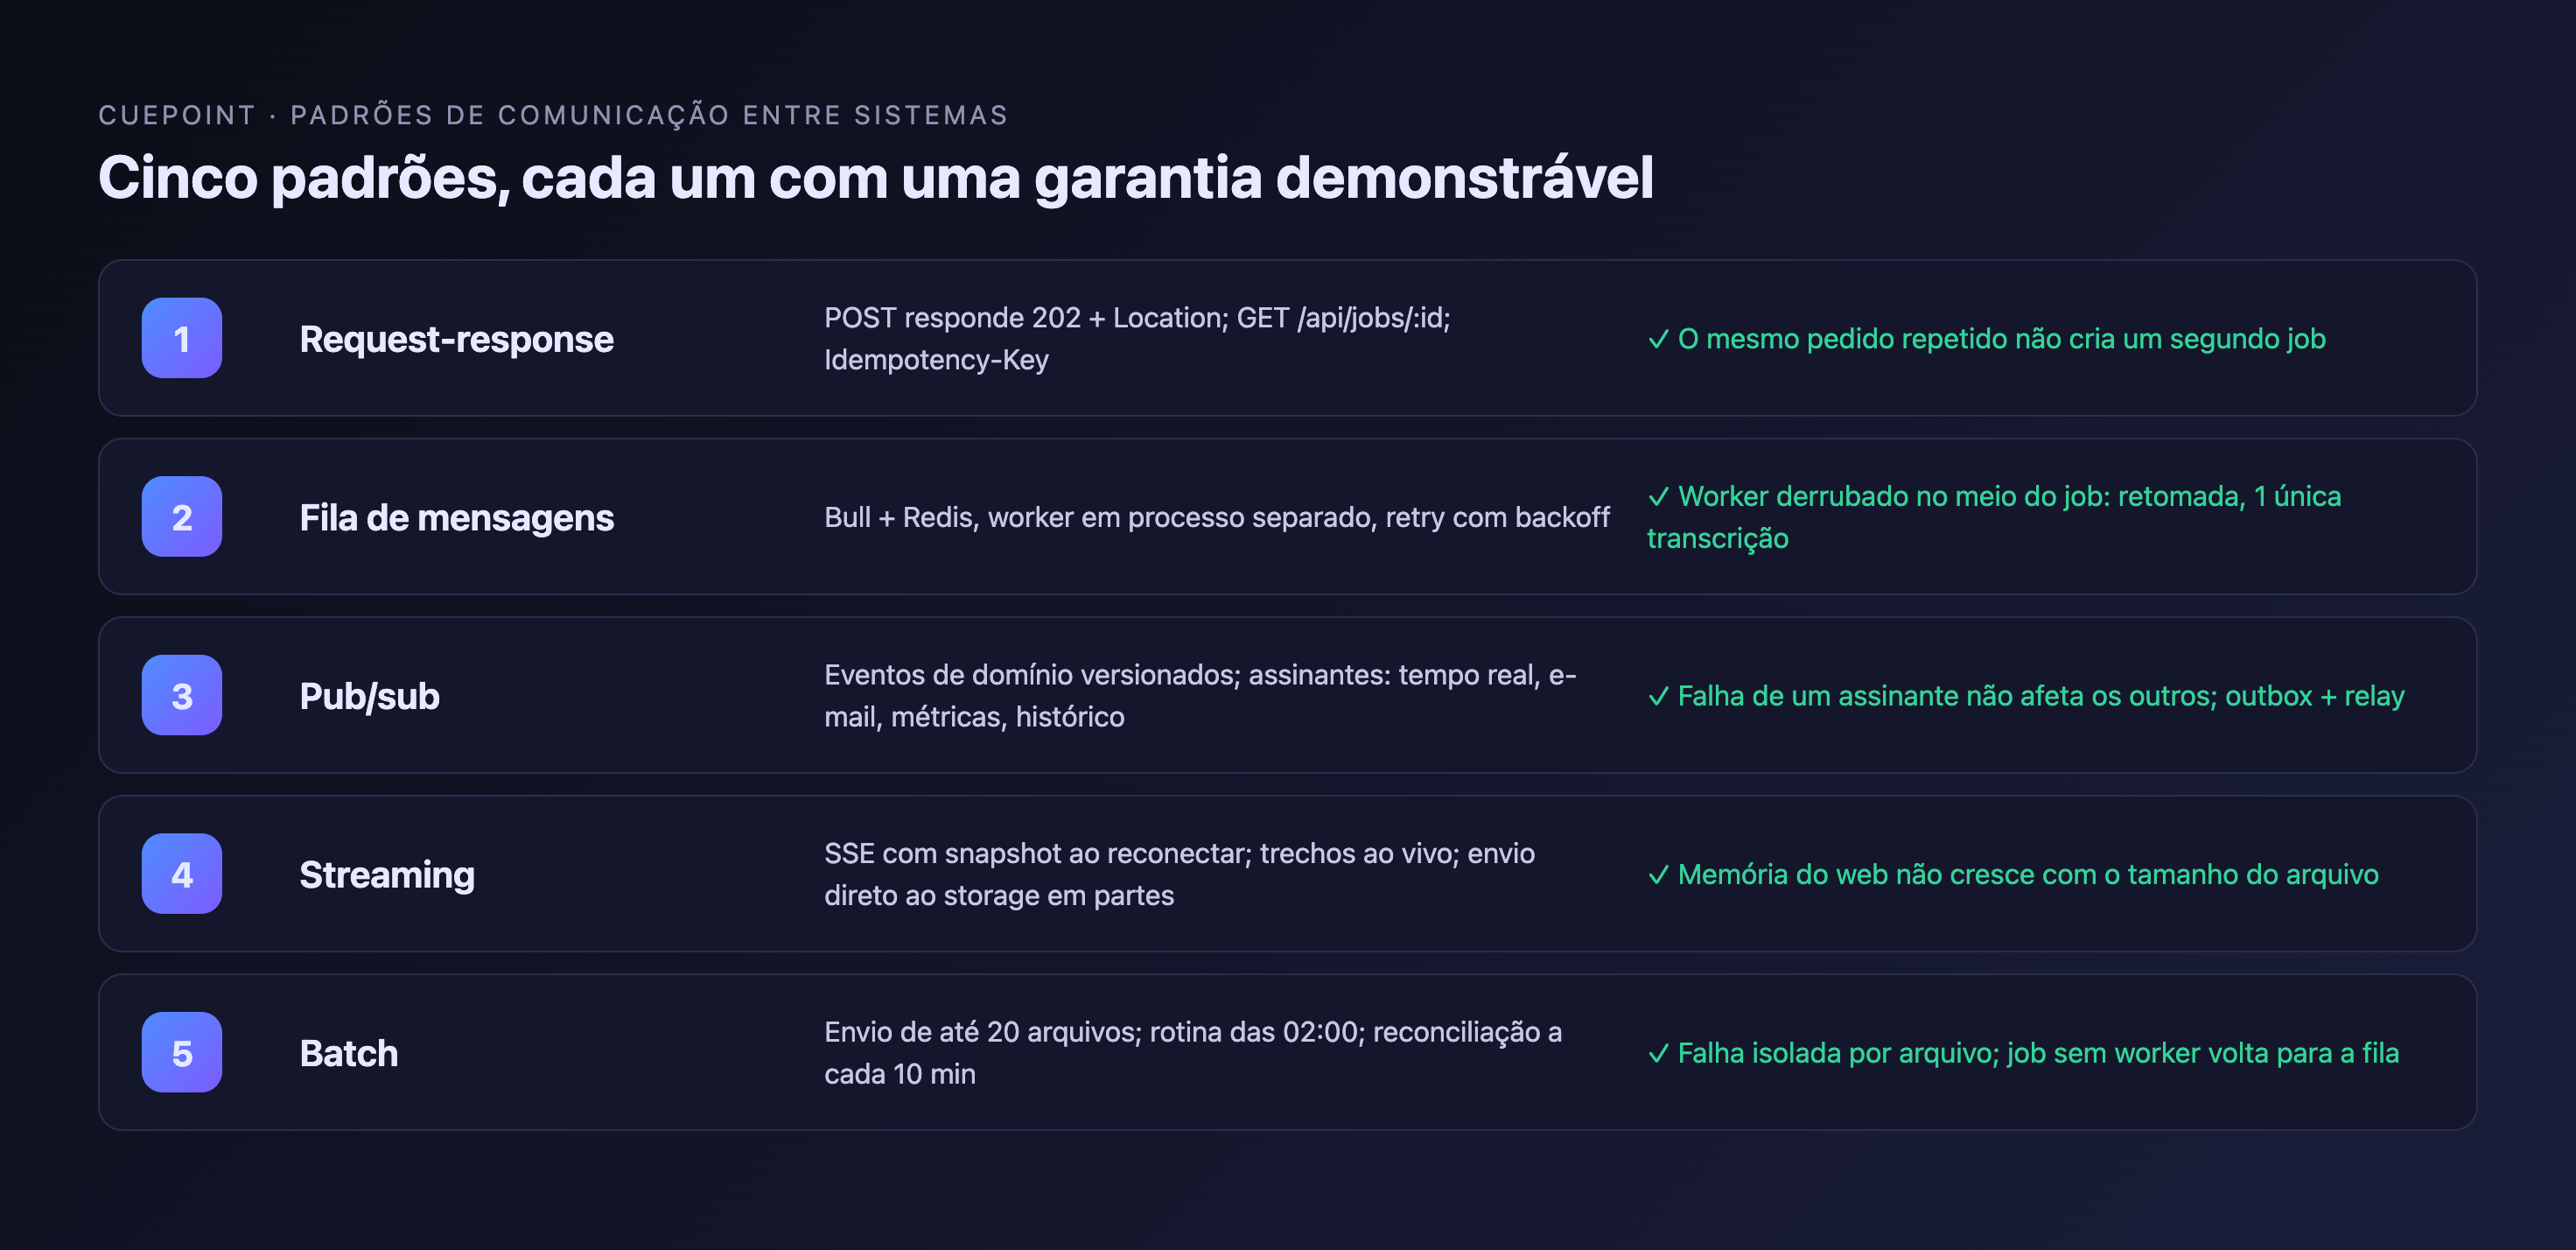 CUEPOINT · PADRÕES DE COMUNICAÇÃO ENTRE SISTEMAS
Cinco padrões, cada um com uma garantia demonstrável
1
Request-response
POST responde 202 + Location; GET /api/jobs/:id;
Idempotency-Key
✓ O mesmo pedido repetido não cria um segundo job
2
Fila de mensagens
Bull + Redis, worker em processo separado, retry com backoff
✓ Worker derrubado no meio do job: retomada, 1 única
transcrição
3
Pub/sub
Eventos de domínio versionados; assinantes: tempo real, e-
mail, métricas, histórico
✓ Falha de um assinante não afeta os outros; outbox + relay
4
Streaming
SSE com snapshot ao reconectar; trechos ao vivo; envio
direto ao storage em partes
✓ Memória do web não cresce com o tamanho do arquivo
5
Batch
Envio de até 20 arquivos; rotina das 02:00; reconciliação a
cada 10 min
✓ Falha isolada por arquivo; job sem worker volta para a fila